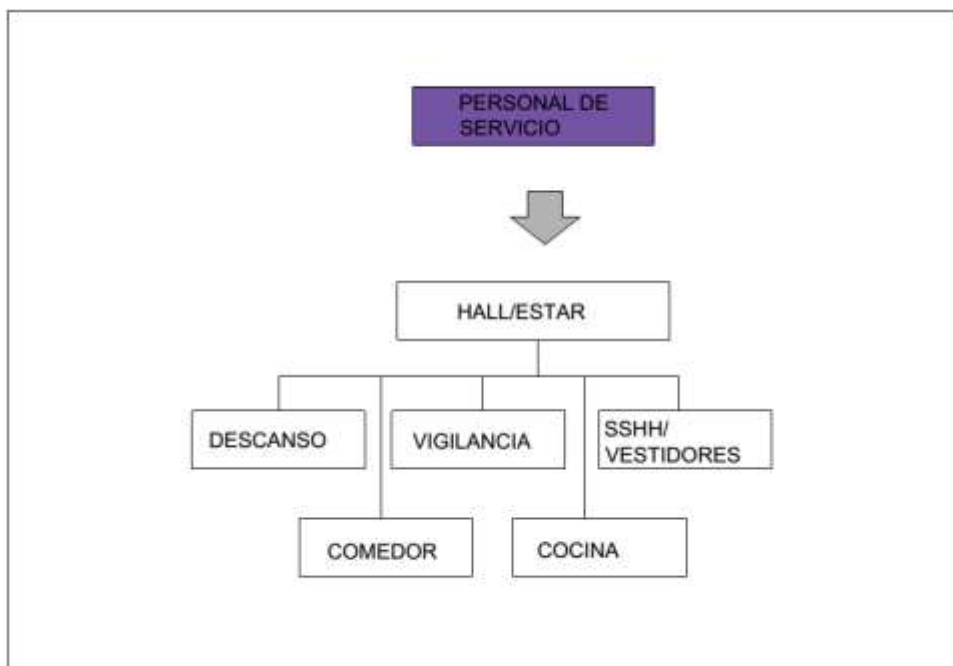 PERSONAL DE
SERVICIO
HALL/ESTAR
DESCANSO
VIGILANCIA
SSHH/
VESTIDORES
COMEDOR
COCINA